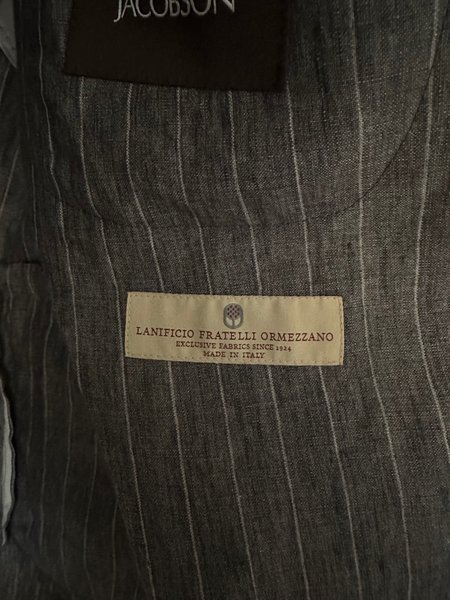 JACOBSON
LANIFICIO FRATELLI ORMEZZANO
EXCLUSIVE FABRICS SINCE 1924
MADE IN ITALY